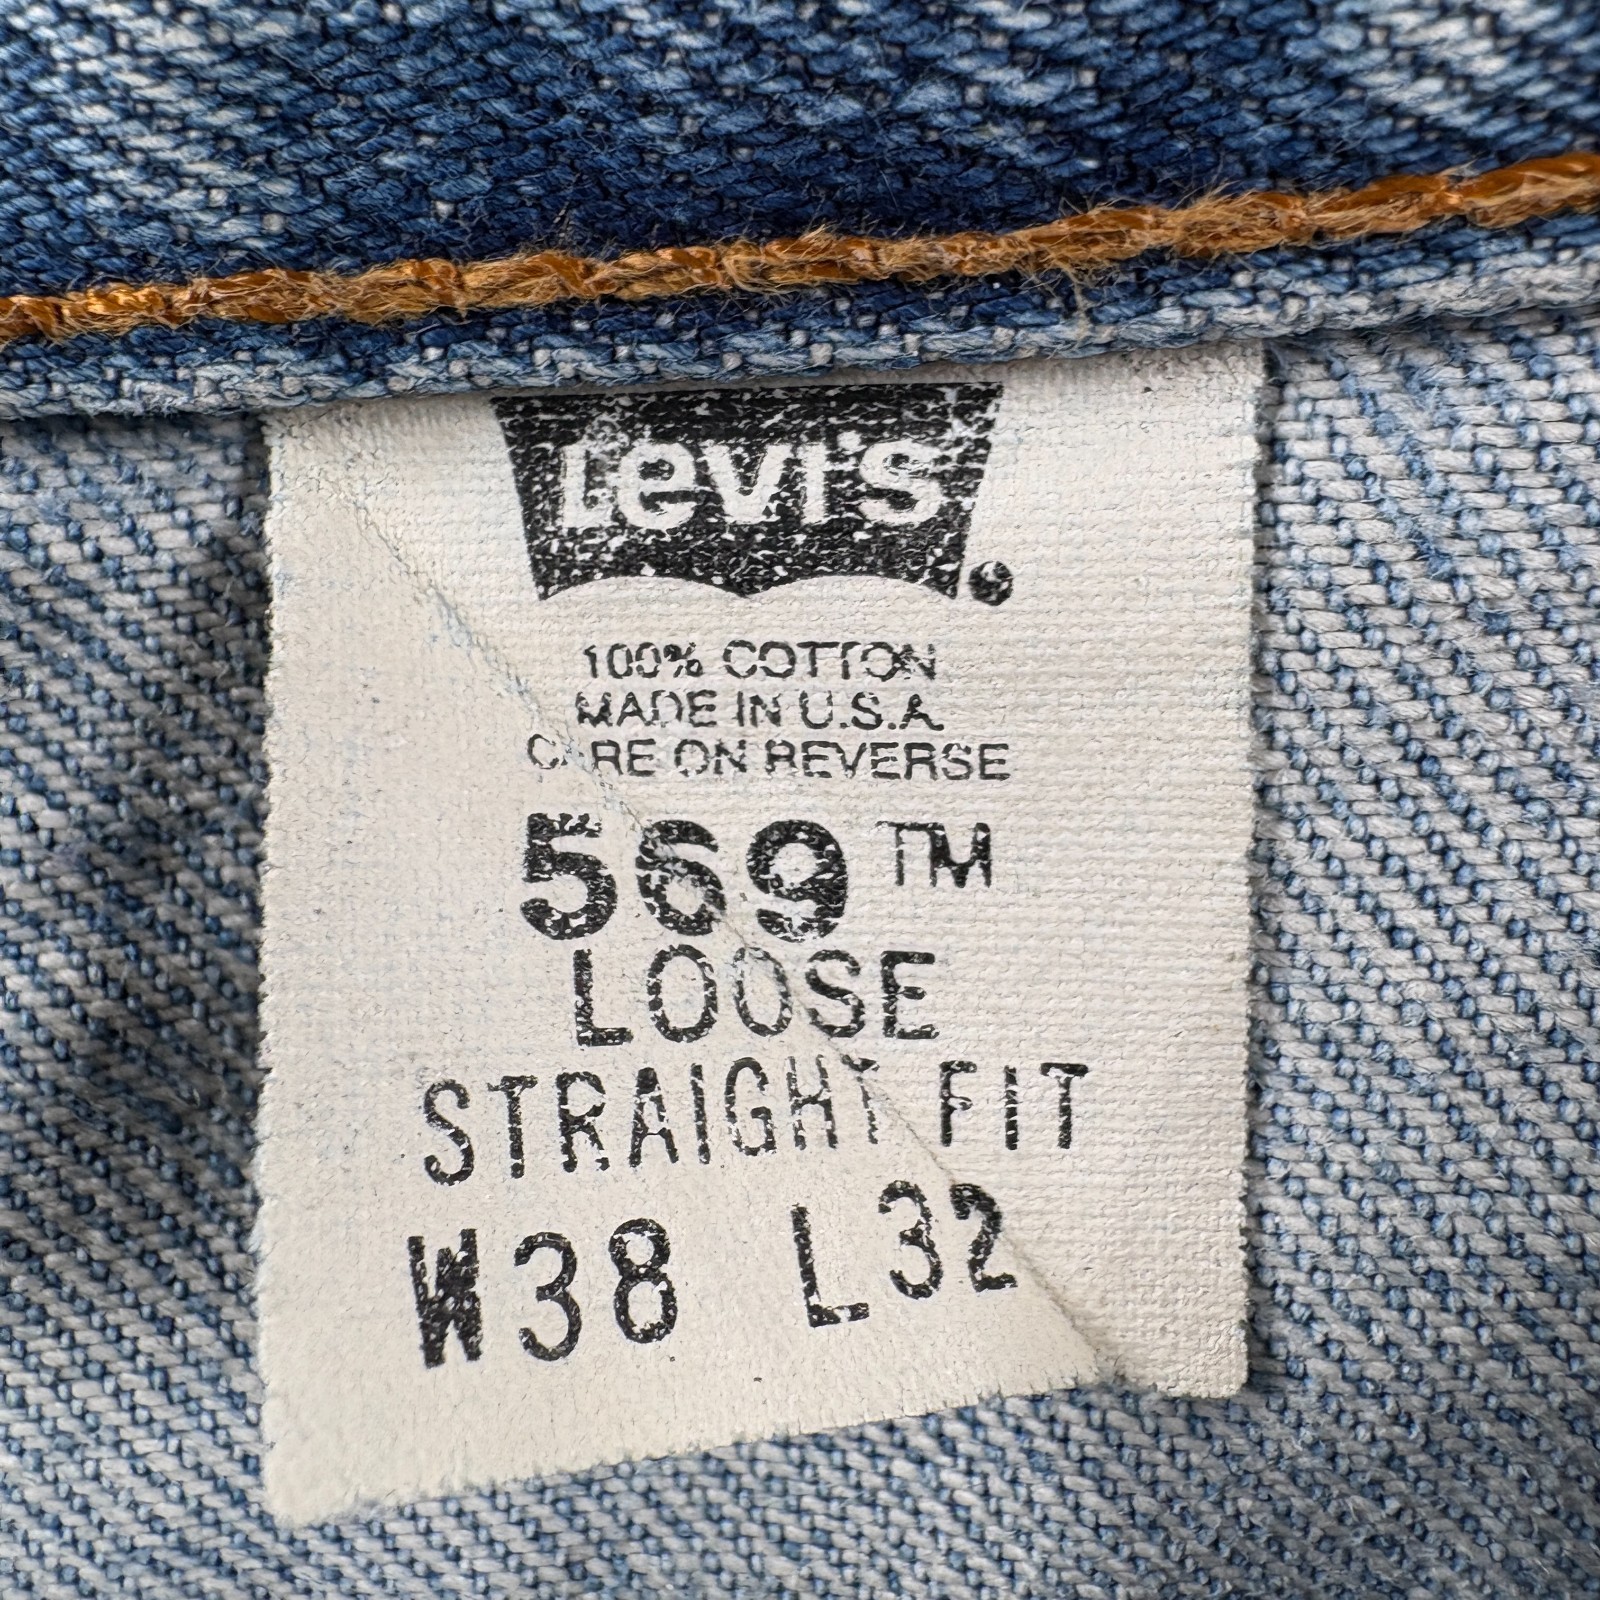 Levi's
100% COTTON
MADE IN U.S.A.
CARE ON REVERSE
569™
LOOSE
STRAIGHT FIT
W38 L32